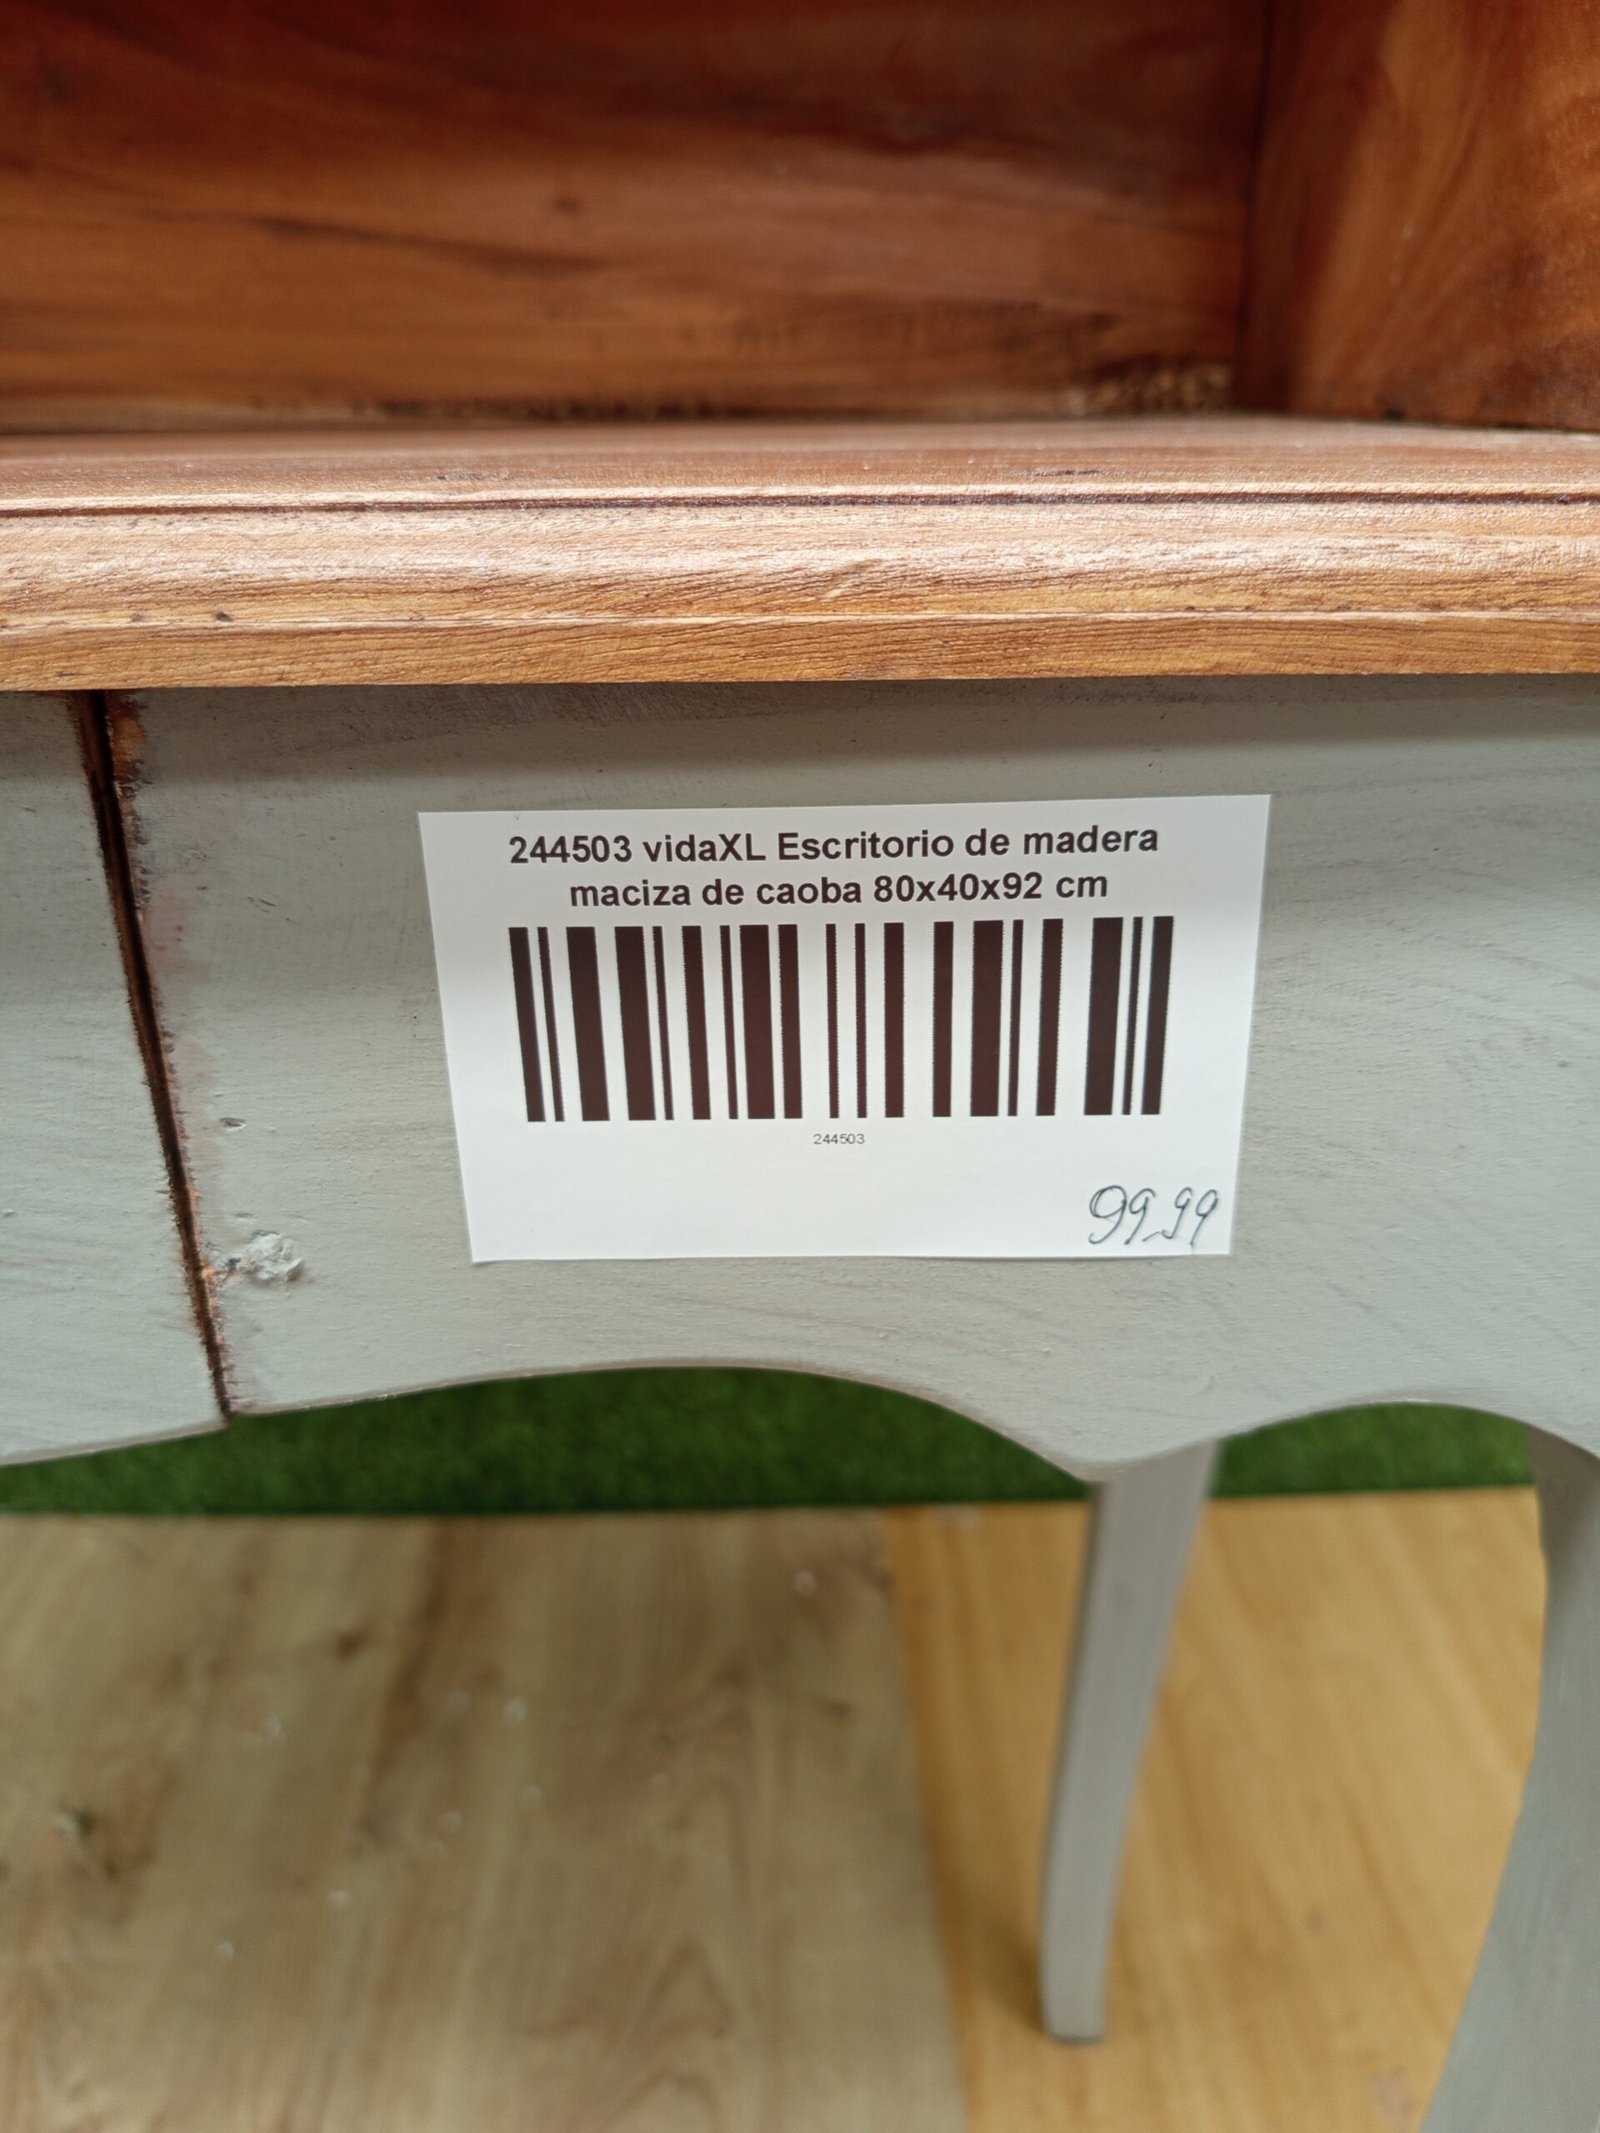 244503 vidaXL Escritorio de madera
maciza de caoba 80x40x92 cm
244503
99,99